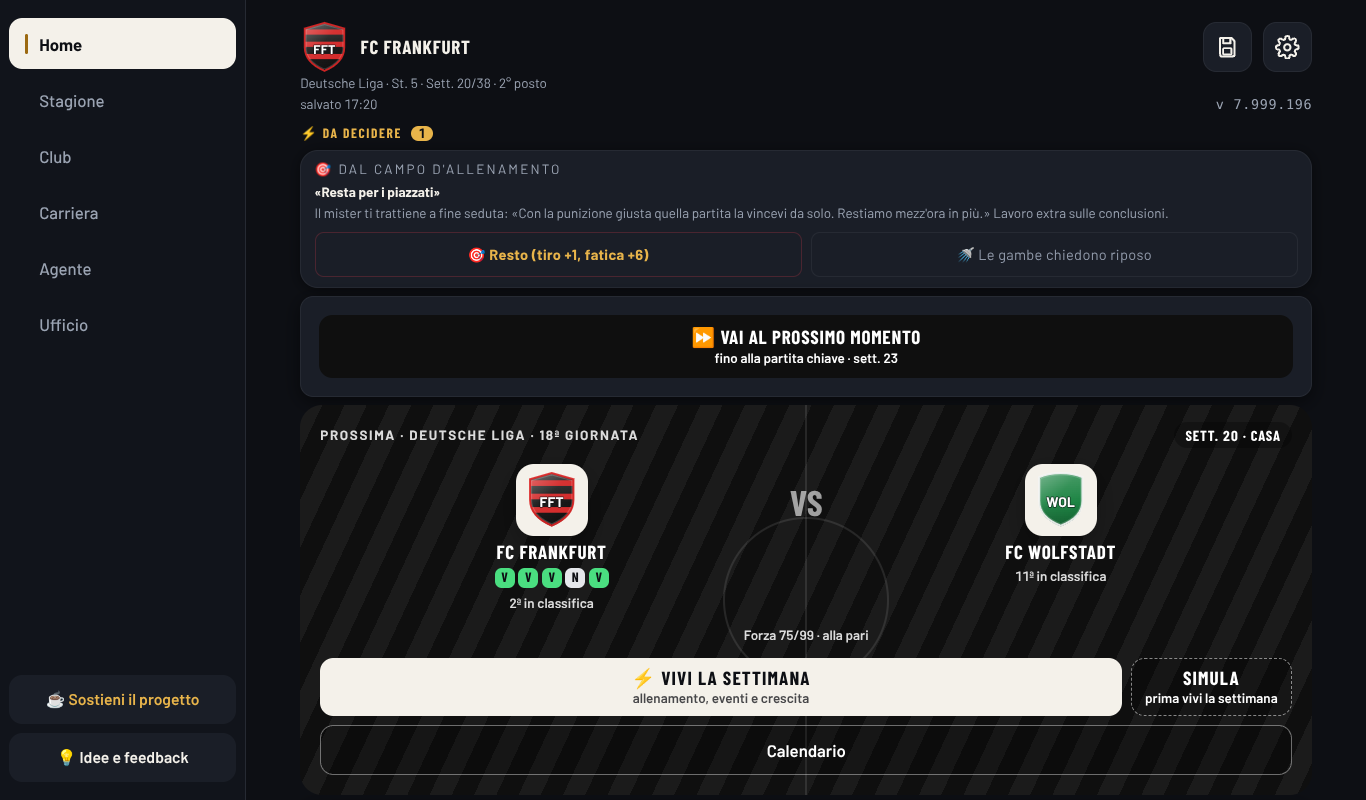 Home
Stagione
Club
Carriera
Agente
Ufficio
☕ Sostieni il progetto
💡 Idee e feedback
FFT
FC FRANKFURT
Deutsche Liga · St. 5 · Sett. 20/38 · 2° posto
salvato 17:20
v 7.999.196
⚡ DA DECIDERE 1
🎯 DAL CAMPO D'ALLENAMENTO
«Resta per i piazzati»
Il mister ti trattiene a fine seduta: «Con la punizione giusta quella partita la vincevi da solo. Restiamo mezz'ora in più.» Lavoro extra sulle conclusioni.
🎯 Resto (tiro +1, fatica +6)
🚿 Le gambe chiedono riposo
⏩ VAI AL PROSSIMO MOMENTO
fino alla partita chiave · sett. 23
PROSSIMA · DEUTSCHE LIGA · 18ª GIORNATA
SETT. 20 · CASA
FFT
FC FRANKFURT
V V V N V
2ª in classifica
VS
WOL
FC WOLFSTADT
11ª in classifica
Forza 75/99 · alla pari
⚡ VIVI LA SETTIMANA
allenamento, eventi e crescita
SIMULA
prima vivi la settimana
Calendario